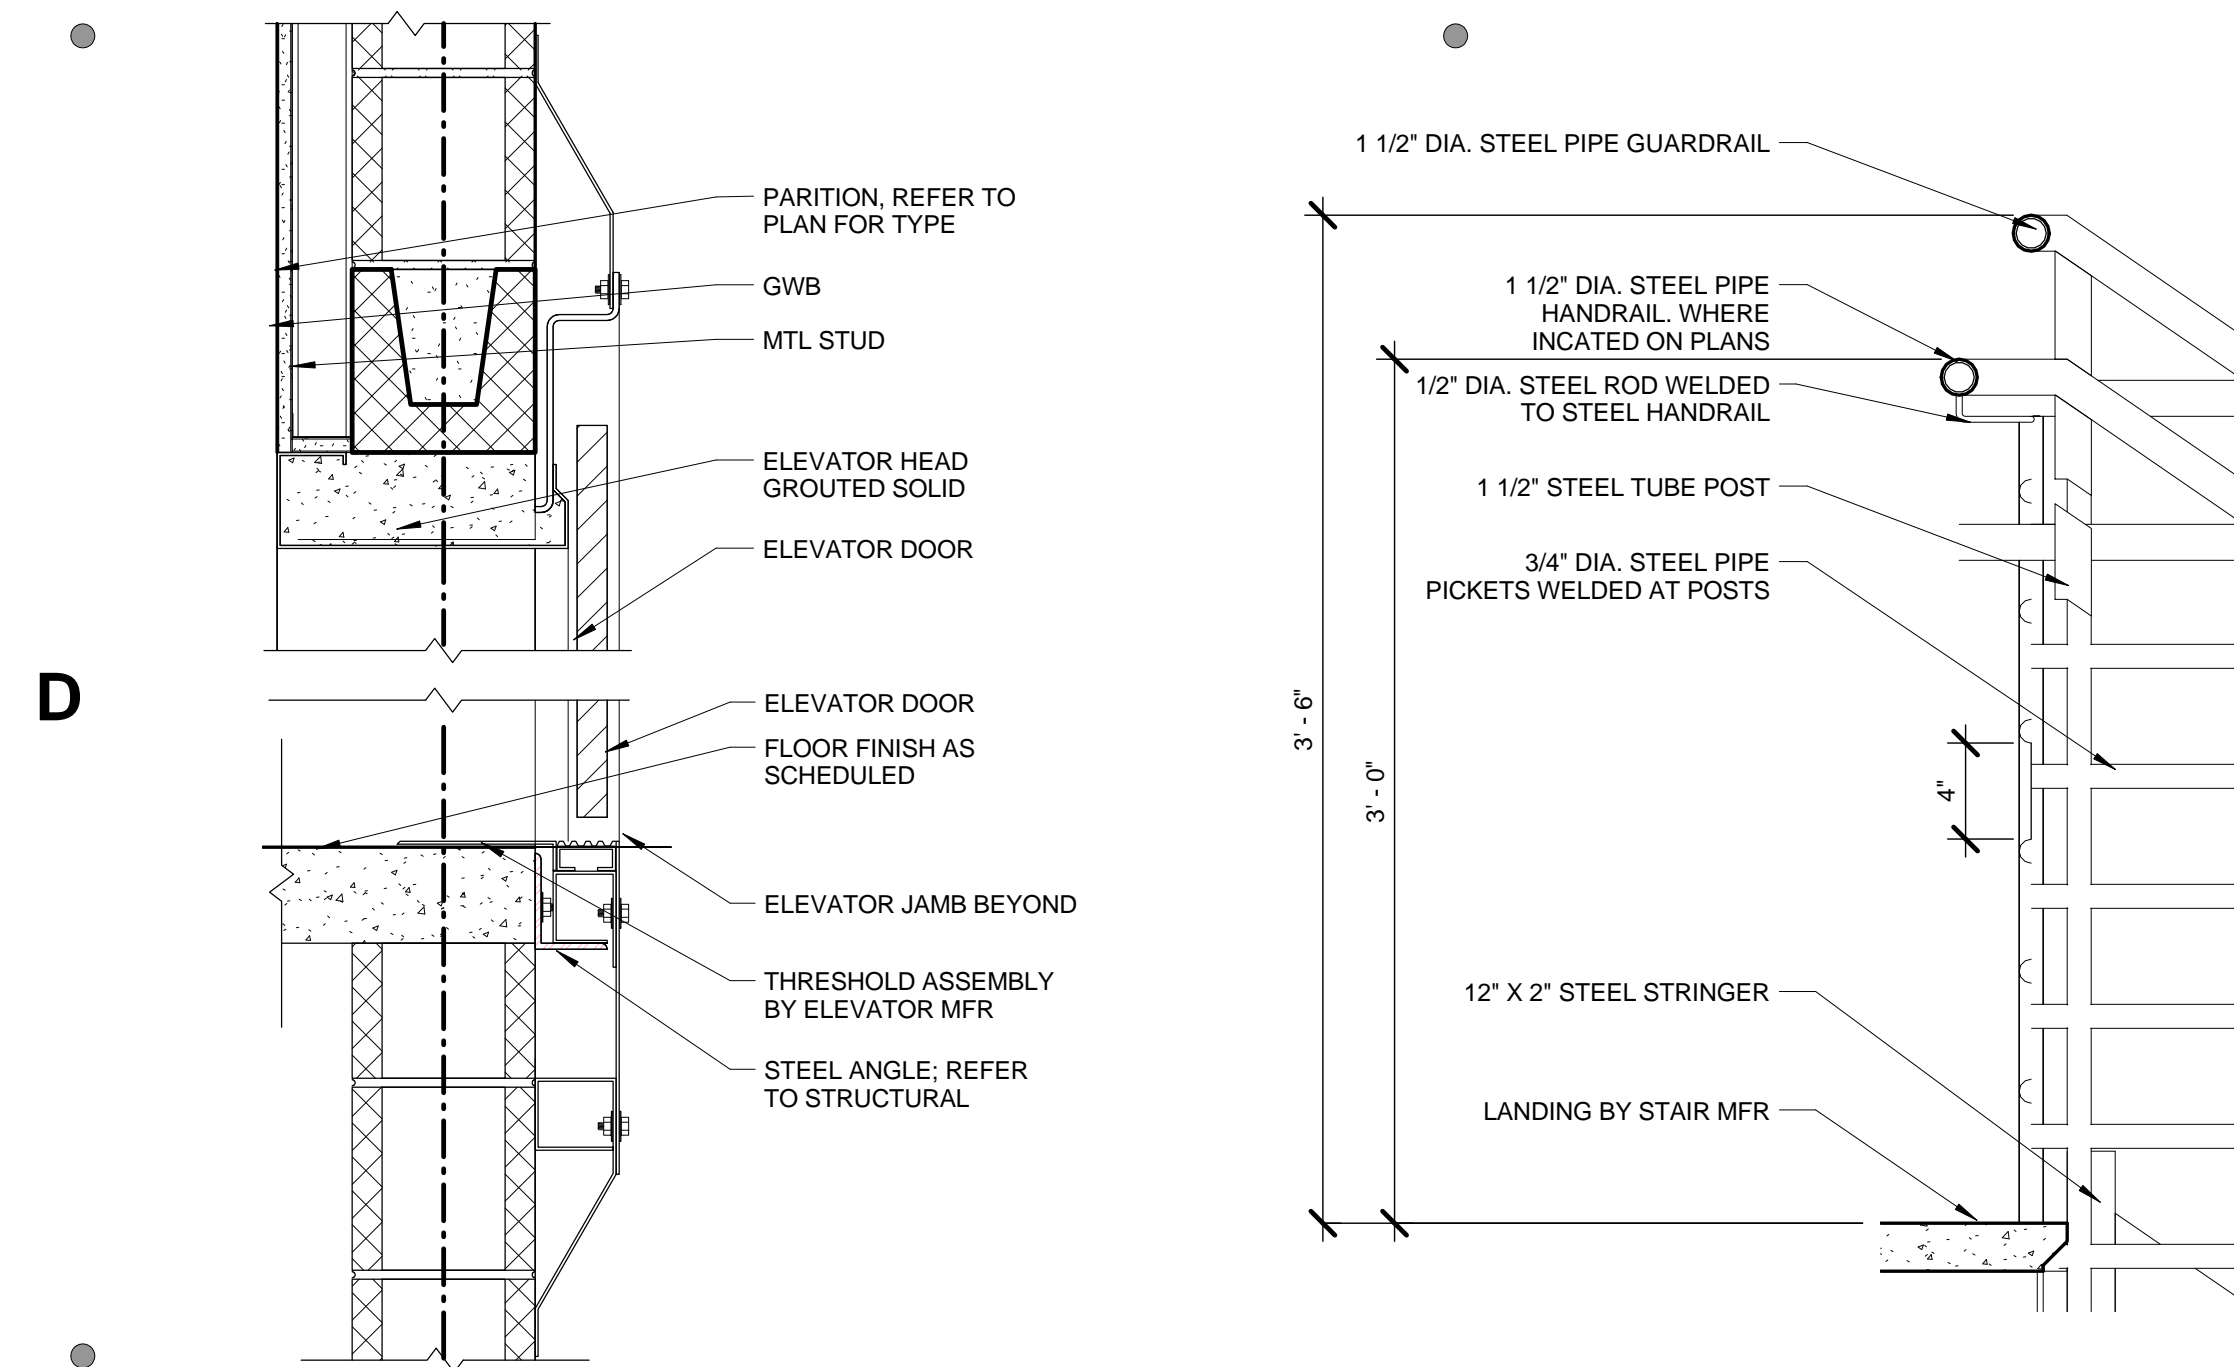 PARITION, REFER TO
PLAN FOR TYPE
GWB
MTL STUD
ELEVATOR HEAD
GROUTED SOLID
ELEVATOR DOOR
D
ELEVATOR DOOR
FLOOR FINISH AS
SCHEDULED
ELEVATOR JAMB BEYOND
THRESHOLD ASSEMBLY
BY ELEVATOR MFR
STEEL ANGLE; REFER
TO STRUCTURAL
1 1/2" DIA. STEEL PIPE GUARDRAIL
1 1/2" DIA. STEEL PIPE
HANDRAIL. WHERE
INCATED ON PLANS
1/2" DIA. STEEL ROD WELDED
TO STEEL HANDRAIL
1 1/2" STEEL TUBE POST
3/4" DIA. STEEL PIPE
PICKETS WELDED AT POSTS
3' - 6"
3' - 0"
4"
12" X 2" STEEL STRINGER
LANDING BY STAIR MFR